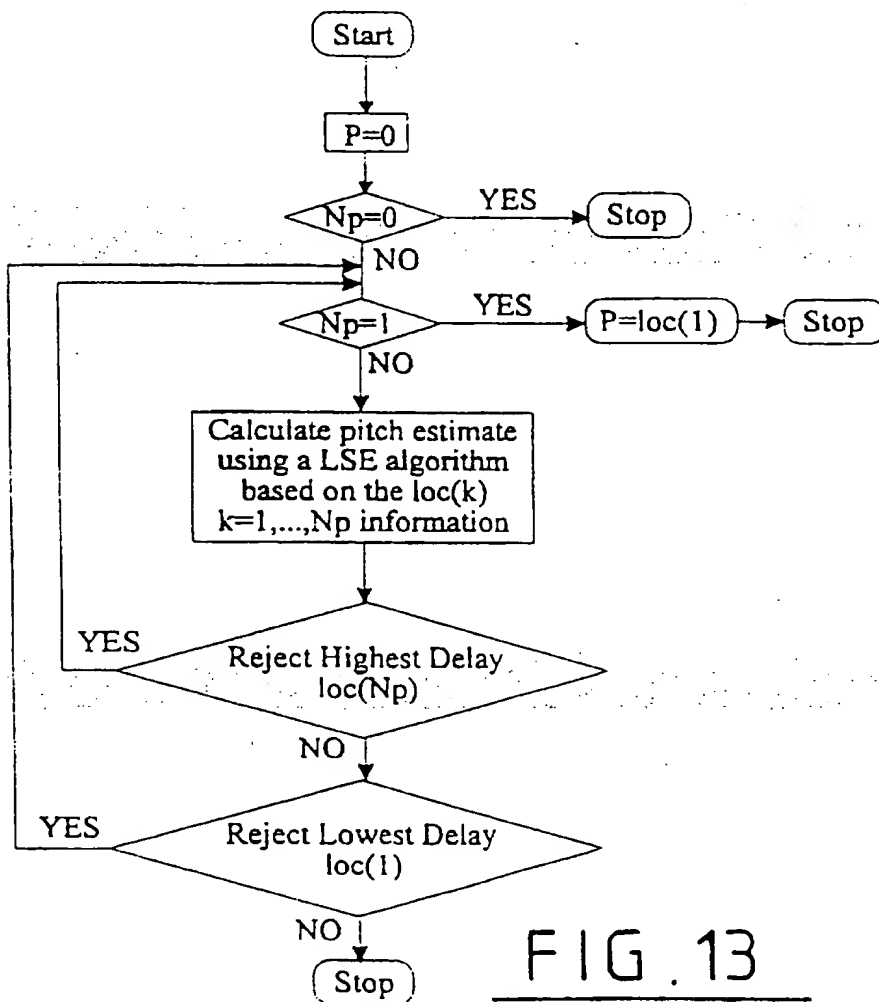 Start
P=0
Np=0
YES
Stop
NO
Np=1
YES
P=loc(1)
Stop
NO
Calculate pitch estimate
using a LSE algorithm
based on the loc(k)
k=1,...,Np information
YES
Reject Highest Delay
loc(Np)
NO
YES
Reject Lowest Delay
loc(1)
NO
Stop
FIG.13